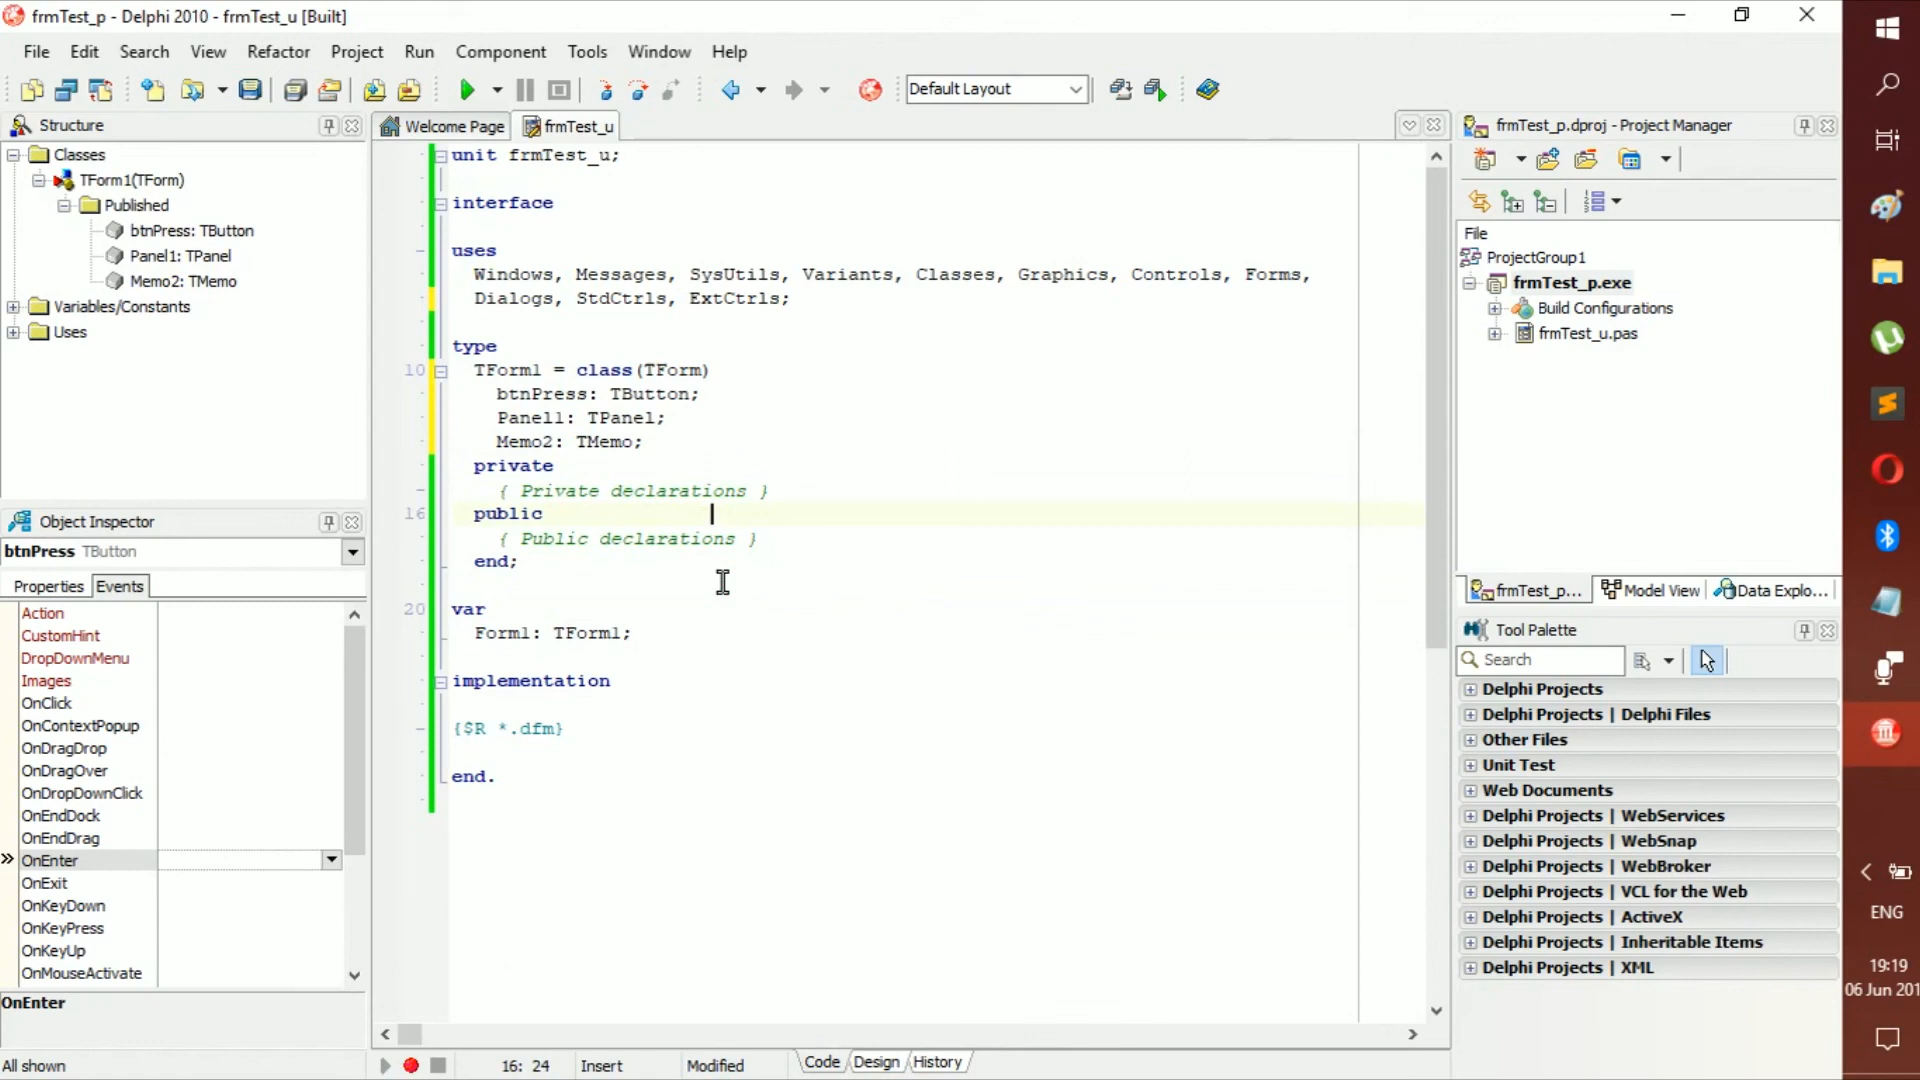 frmTest_p - Delphi 2010 - frmTest_u [Built]
File Edit Search View Refactor Project Run Component Tools Window Help
Default Layout
Structure
Classes
TForm1(TForm)
Published
btnPress: TButton
Panel1: TPanel
Memo2: TMemo
Variables/Constants
Uses
Object Inspector
btnPress TButton
Properties Events
Action
CustomHint
DropDownMenu
Images
OnClick
OnContextPopup
OnDragDrop
OnDragOver
OnDropDownClick
OnEndDock
OnEndDrag
OnEnter
OnExit
OnKeyDown
OnKeyPress
OnKeyUp
OnMouseActivate
OnEnter
All shown
Welcome Page frmTest_u
unit frmTest_u;
interface
uses
Windows, Messages, SysUtils, Variants, Classes, Graphics, Controls, Forms,
Dialogs, StdCtrls, ExtCtrls;
type
10 TForm1 = class(TForm)
btnPress: TButton;
Panel1: TPanel;
Memo2: TMemo;
private
{ Private declarations }
16 public
{ Public declarations }
end;
20 var
Form1: TForm1;
implementation
{$R *.dfm}
end.
16: 24 Insert Modified Code Design History
frmTest_p.dproj - Project Manager
File
ProjectGroup1
frmTest_p.exe
Build Configurations
frmTest_u.pas
frmTest_p... Model View Data Explo...
Tool Palette
Search
Delphi Projects
Delphi Projects | Delphi Files
Other Files
Unit Test
Web Documents
Delphi Projects | WebServices
Delphi Projects | WebSnap
Delphi Projects | WebBroker
Delphi Projects | VCL for the Web
Delphi Projects | ActiveX
Delphi Projects | Inheritable Items
Delphi Projects | XML
ENG
19:19
06 Jun 201